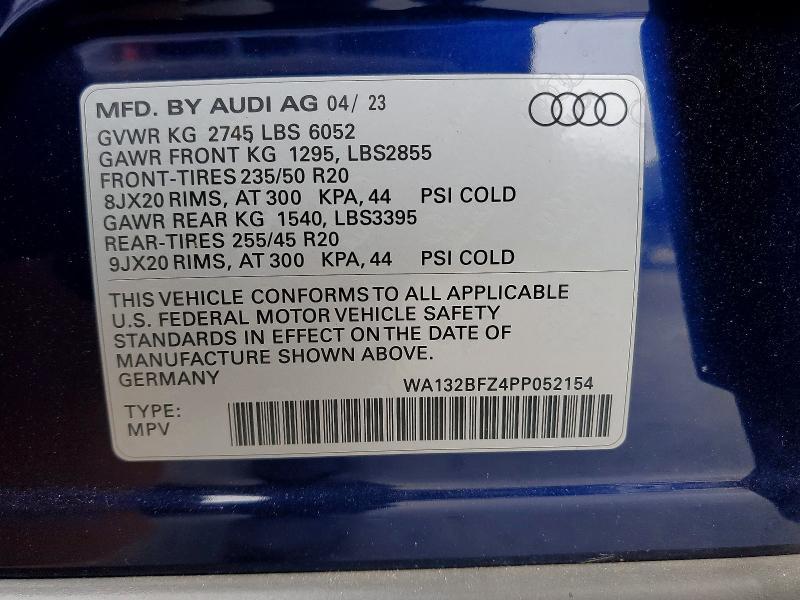 MFD. BY AUDI AG 04/ 23
GVWR KG 2745 LBS 6052
GAWR FRONT KG 1295, LBS2855
FRONT-TIRES 235/50 R20
8JX20 RIMS, AT 300 KPA, 44 PSI COLD
GAWR REAR KG 1540, LBS3395
REAR-TIRES 255/45 R20
9JX20 RIMS, AT 300 KPA, 44 PSI COLD
THIS VEHICLE CONFORMS TO ALL APPLICABLE
U.S. FEDERAL MOTOR VEHICLE SAFETY
STANDARDS IN EFFECT ON THE DATE OF
MANUFACTURE SHOWN ABOVE.
GERMANY WA132BFZ4PP052154
TYPE:
MPV